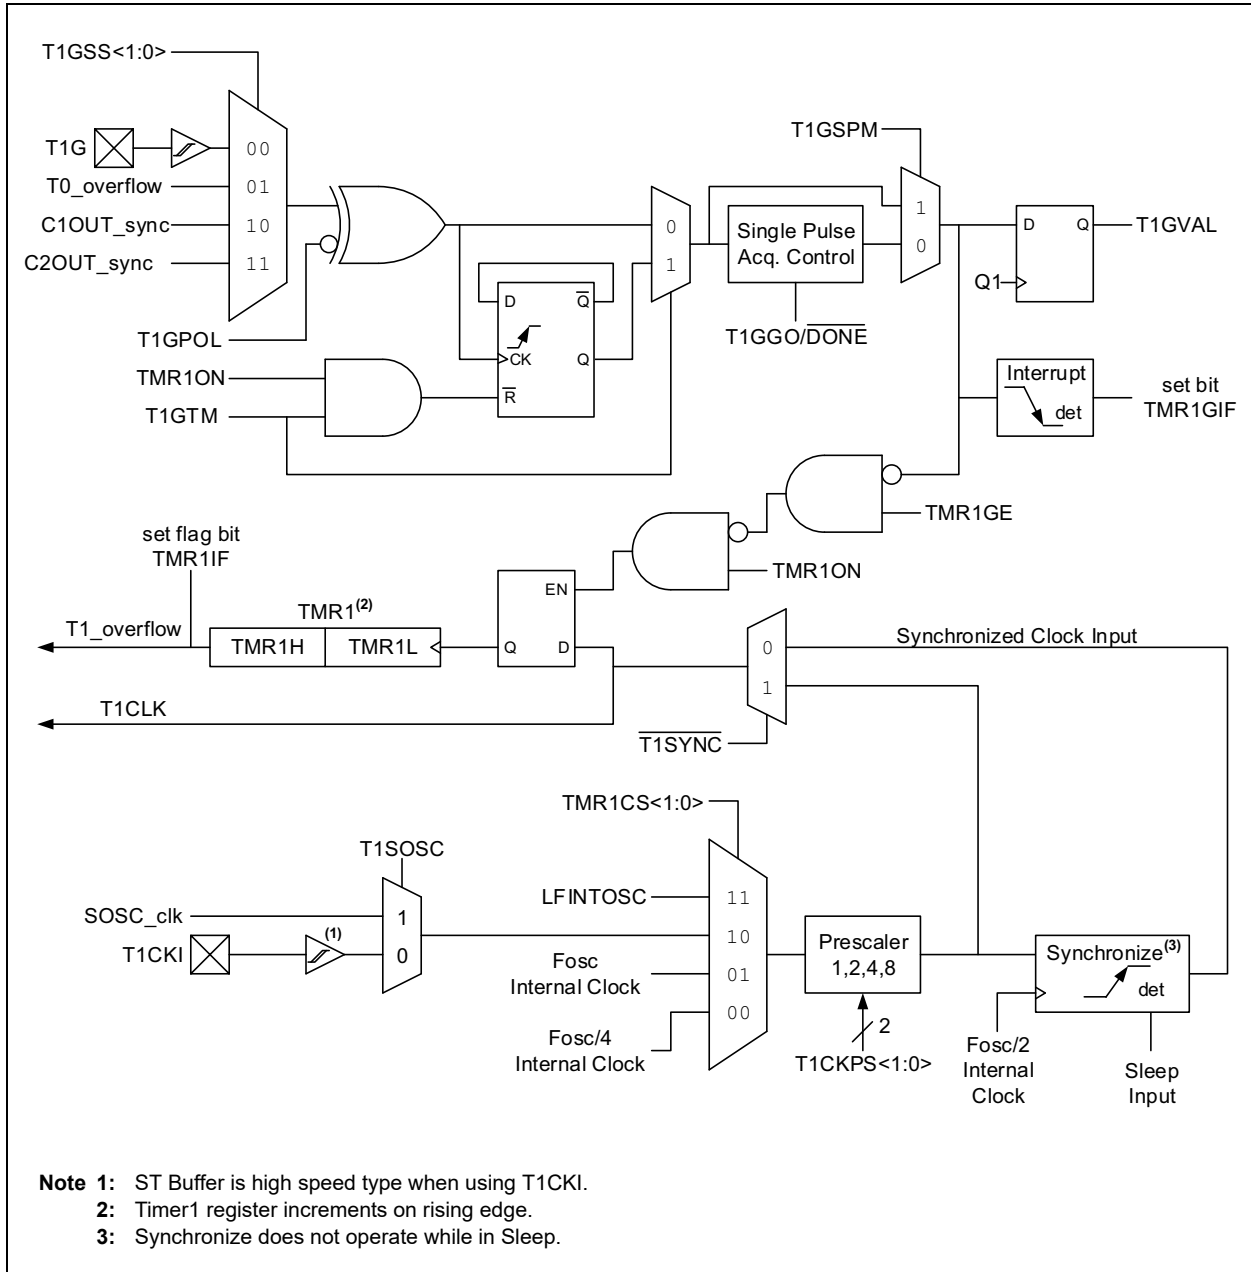 T1GSS<1:0>
T1G
00
T0_overflow
01
C1OUT_sync
10
C2OUT_sync
11
T1GPOL
TMR1ON
T1GTM
D
Q
CK
Q
R
0
1
T1GSPM
Single Pulse
Acq. Control
T1GGO/DONE
1
0
D
Q
Q1
T1GVAL
Interrupt
det
set bit
TMR1GIF
TMR1GE
TMR1ON
set flag bit
TMR1IF
T1_overflow
TMR1(2)
TMR1H
TMR1L
EN
Q
D
T1CLK
0
1
Synchronized Clock Input
T1SYNC
TMR1CS<1:0>
T1SOSC
SOSC_clk
T1CKI
(1)
1
0
LFINTOSC
11
10
Fosc
Internal Clock
01
00
Fosc/4
Internal Clock
Prescaler
1,2,4,8
2
T1CKPS<1:0>
Synchronize(3)
det
Fosc/2
Internal
Clock
Sleep
Input
Note 1: ST Buffer is high speed type when using T1CKI.
2: Timer1 register increments on rising edge.
3: Synchronize does not operate while in Sleep.